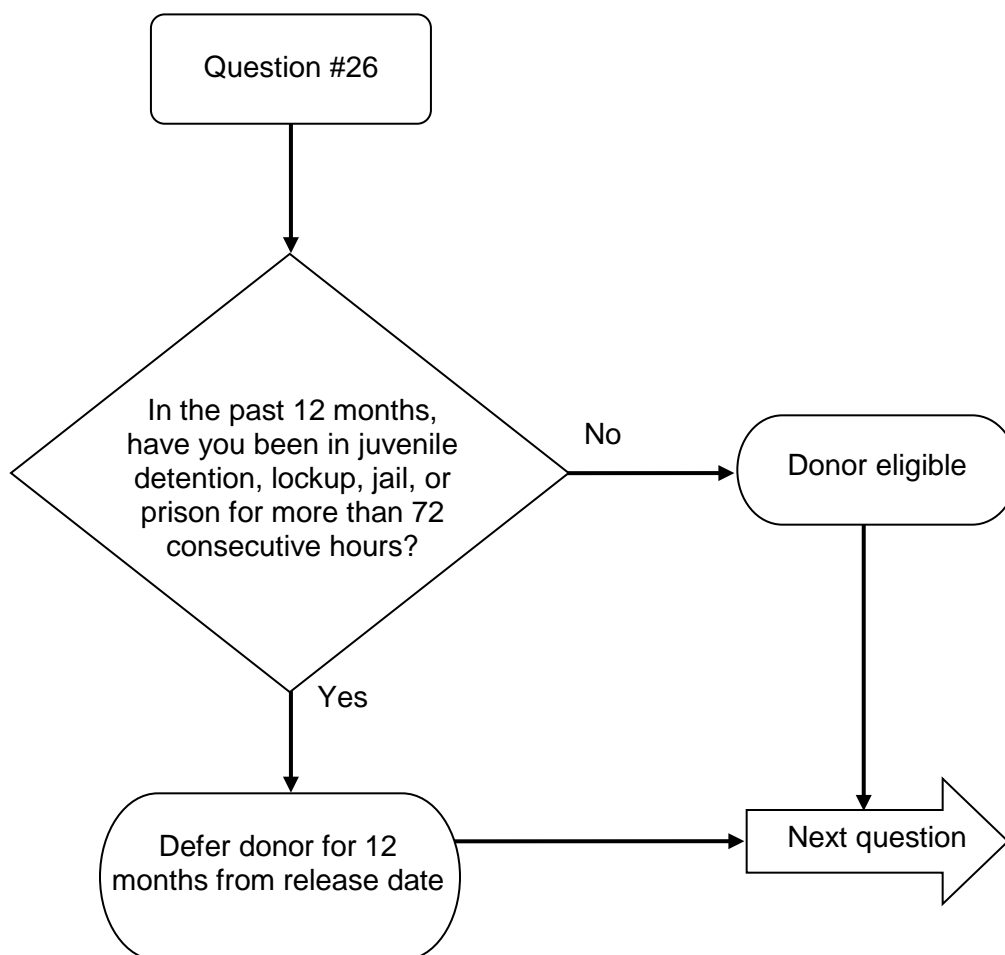 Question #26
In the past 12 months,
have you been in juvenile
detention, lockup, jail, or
prison for more than 72
consecutive hours?
No
Donor eligible
Yes
Defer donor for 12
months from release date
Next question